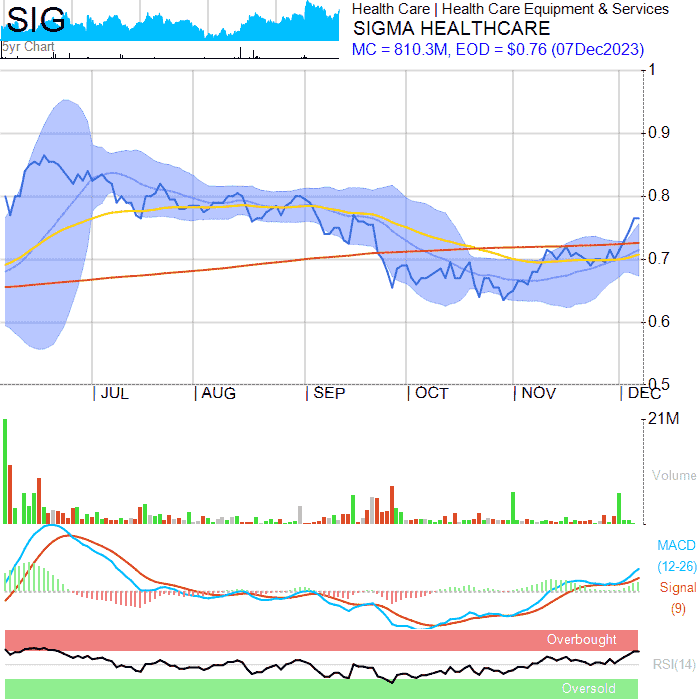 SIG
5yr Chart
Health Care | Health Care Equipment & Services
SIGMA HEALTHCARE
MC = 810.3M, EOD = $0.76 (07Dec2023)
1
0.9
0.8
0.7
0.6
0.5
JUL AUG SEP OCT NOV DEC
21M
Volume
MACD
(12-26)
Signal
(9)
Overbought
RSI(14)
Oversold